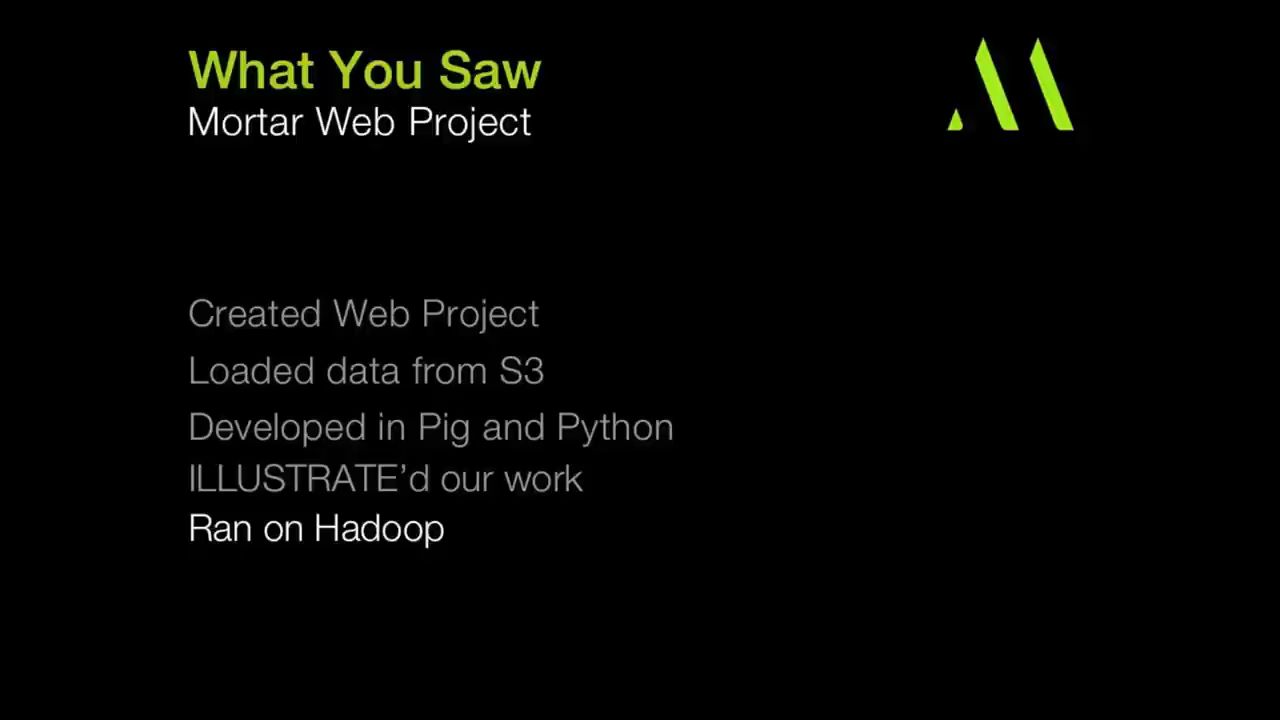 What You Saw
Mortar Web Project
Created Web Project
Loaded data from S3
Developed in Pig and Python
ILLUSTRATE’d our work
Ran on Hadoop